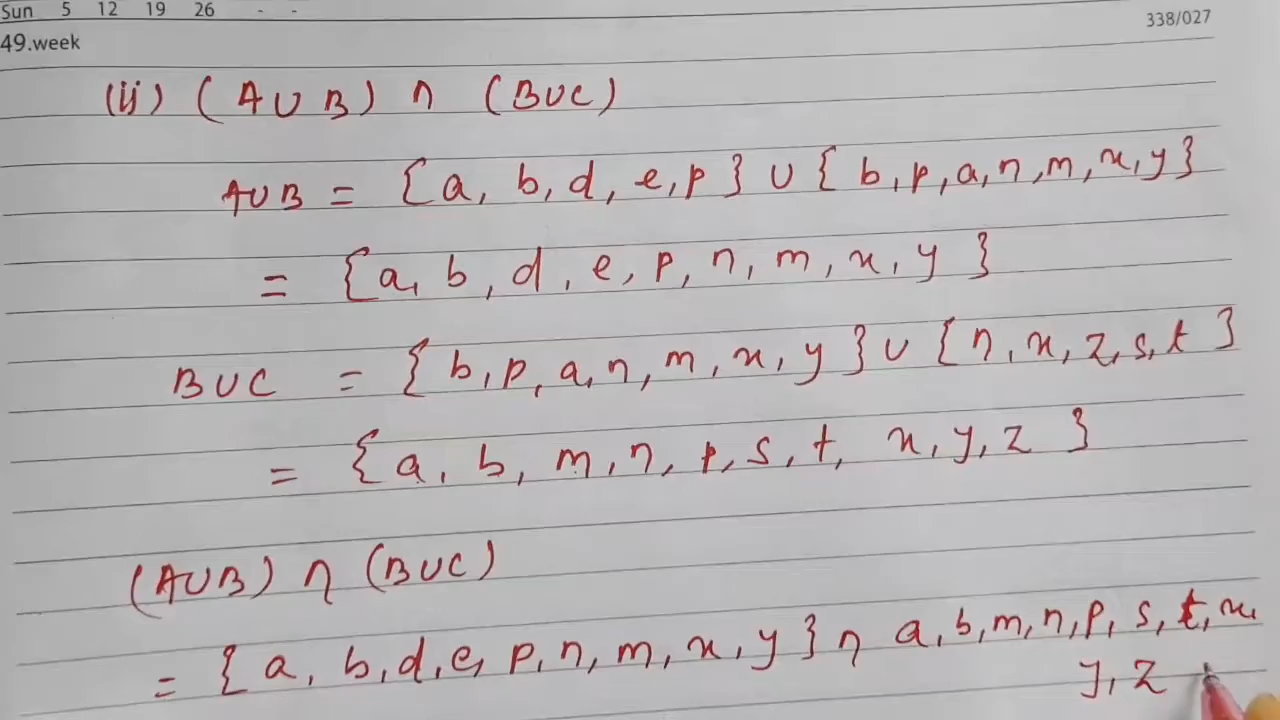 Sun 5 12 19 26 - -
338/027
49.week
(ii) (A∪B) ∩ (B∪C)
A∪B = {a, b, d, e, p} ∪ {b, p, a, n, m, x, y}
= {a, b, d, e, p, n, m, x, y}
B∪C = {b, p, a, n, m, x, y} ∪ {n, x, z, s, t}
= {a, b, m, n, p, s, t, x, y, z}
(A∪B) ∩ (B∪C)
= {a, b, d, e, p, n, m, x, y} ∩ a, b, m, n, p, s, t, x,
y, z